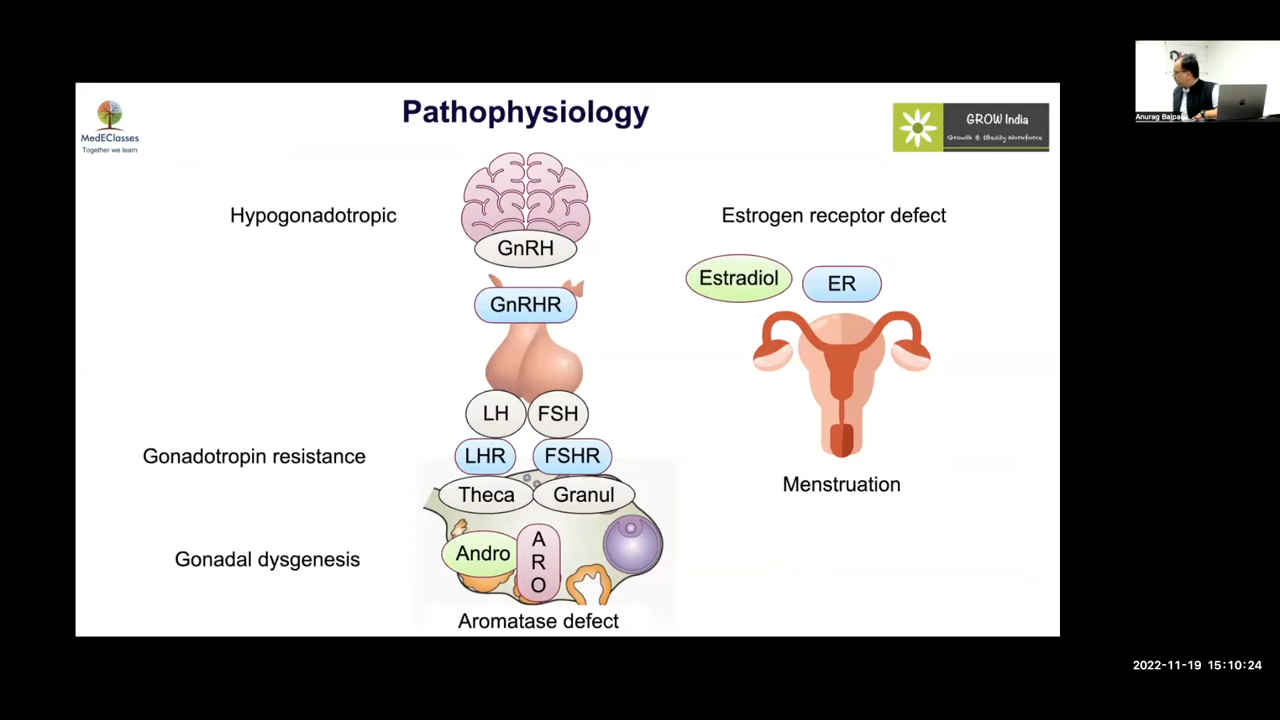 Pathophysiology
MedEClasses
Together we learn
GROW India
Growth & Obesity Workforce
Anurag Bajpai
Hypogonadotropic
GnRH
GnRHR
LH
FSH
Gonadotropin resistance
LHR
FSHR
Theca
Granul
Gonadal dysgenesis
Andro
A
R
O
Aromatase defect
Estrogen receptor defect
Estradiol
ER
Menstruation
2022-11-19 15:10:24